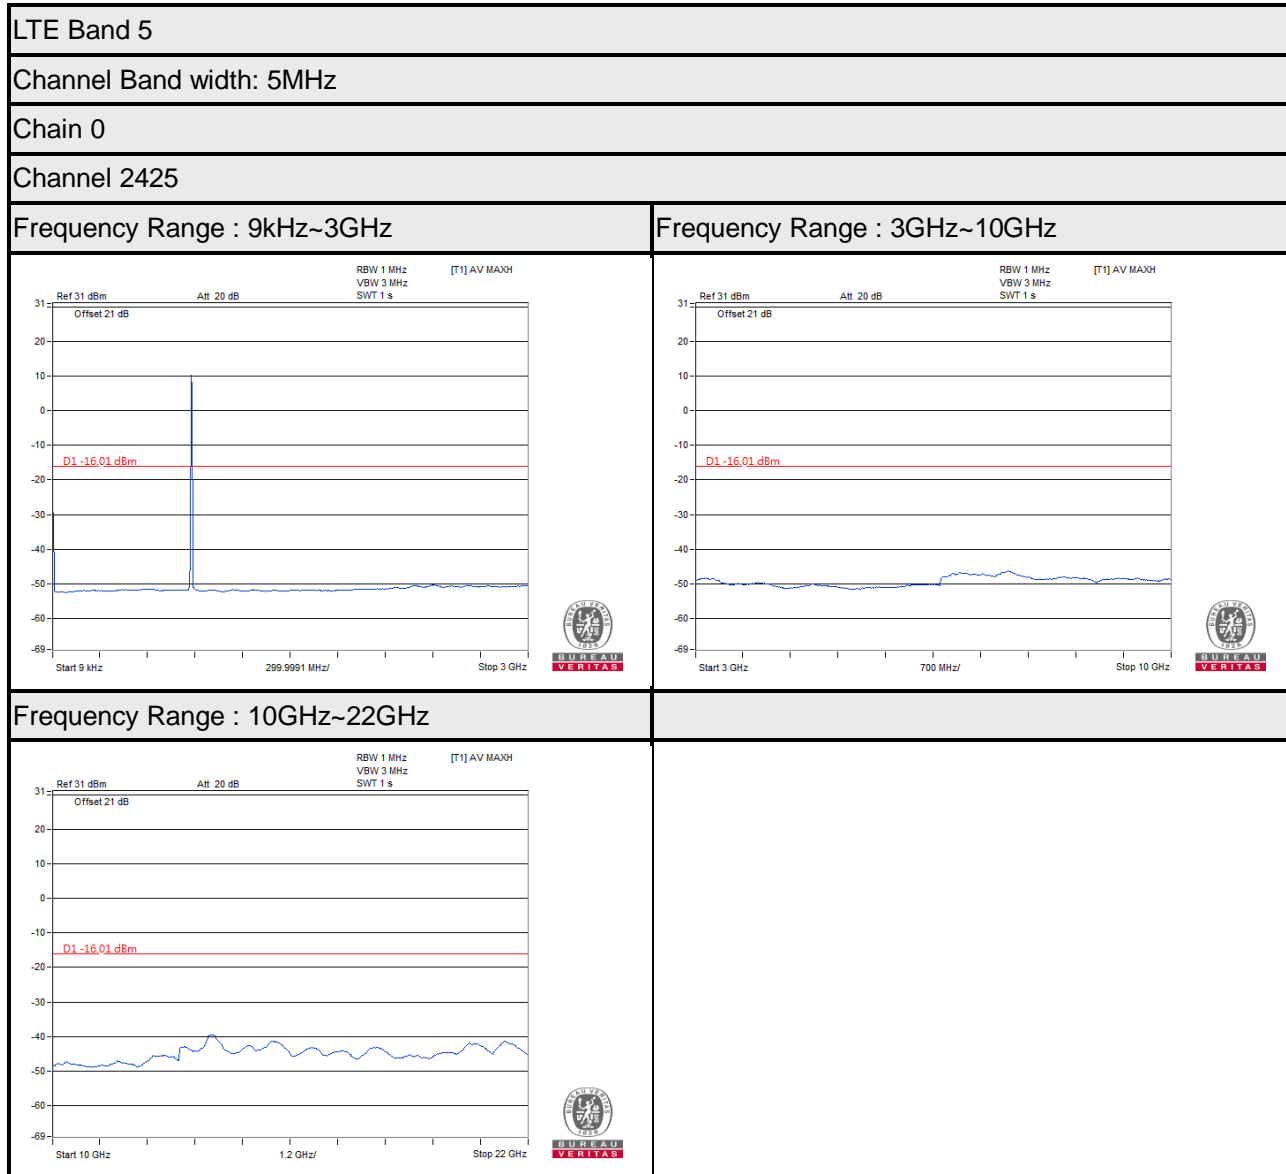 LTE Band 5
Channel Band width: 5MHz
Chain 0
Channel 2425
Frequency Range : 9kHz~3GHz
Frequency Range : 3GHz~10GHz
RBW 1 MHz [T1] AV MAXH
VBW 3 MHz
Ref 31 dBm Att 20 dB SWT 1 s
Offset 21 dB
31
20
10
0
-10
D1 -16.01 dBm
-20
-30
-40
-50
-60
-69
Start 9 kHz 299.9991 MHz/ Stop 3 GHz
BUREAU
VERITAS
RBW 1 MHz [T1] AV MAXH
VBW 3 MHz
Ref 31 dBm Att 20 dB SWT 1 s
Offset 21 dB
31
20
10
0
-10
D1 -16.01 dBm
-20
-30
-40
-50
-60
-69
Start 3 GHz 700 MHz/ Stop 10 GHz
BUREAU
VERITAS
Frequency Range : 10GHz~22GHz
RBW 1 MHz [T1] AV MAXH
VBW 3 MHz
Ref 31 dBm Att 20 dB SWT 1 s
Offset 21 dB
31
20
10
0
-10
D1 -16.01 dBm
-20
-30
-40
-50
-60
-69
Start 10 GHz 1.2 GHz/ Stop 22 GHz
BUREAU
VERITAS